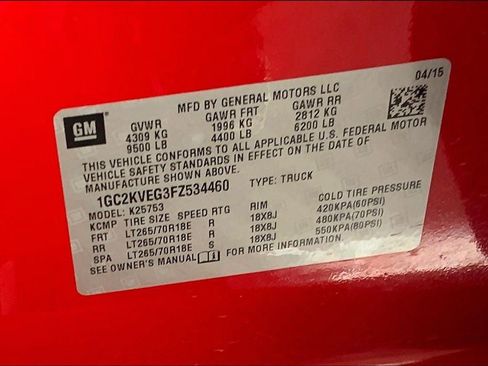 04/15
MFD BY GENERAL MOTORS LLC
GM
GVWR GAWR FRT GAWR RR
4309 KG 1996 KG 2812 KG
9500 LB 4400 LB 6200 LB
THIS VEHICLE CONFORMS TO ALL APPLICABLE U.S. FEDERAL MOTOR
VEHICLE SAFETY STANDARDS IN EFFECT ON THE DATE OF
MANUFACTURE SHOWN ABOVE.
1GC2KVEG3FZ534460 TYPE: TRUCK
MODEL: K25753
KCMP TIRE SIZE SPEED RTG RIM COLD TIRE PRESSURE
FRT LT265/70R18E R 18X8J 420KPA(60PSI)
RR LT265/70R18E R 18X8J 480KPA(70PSI)
SPA LT265/70R18E S 18X8J 550KPA(80PSI)
SEE OWNER'S MANUAL